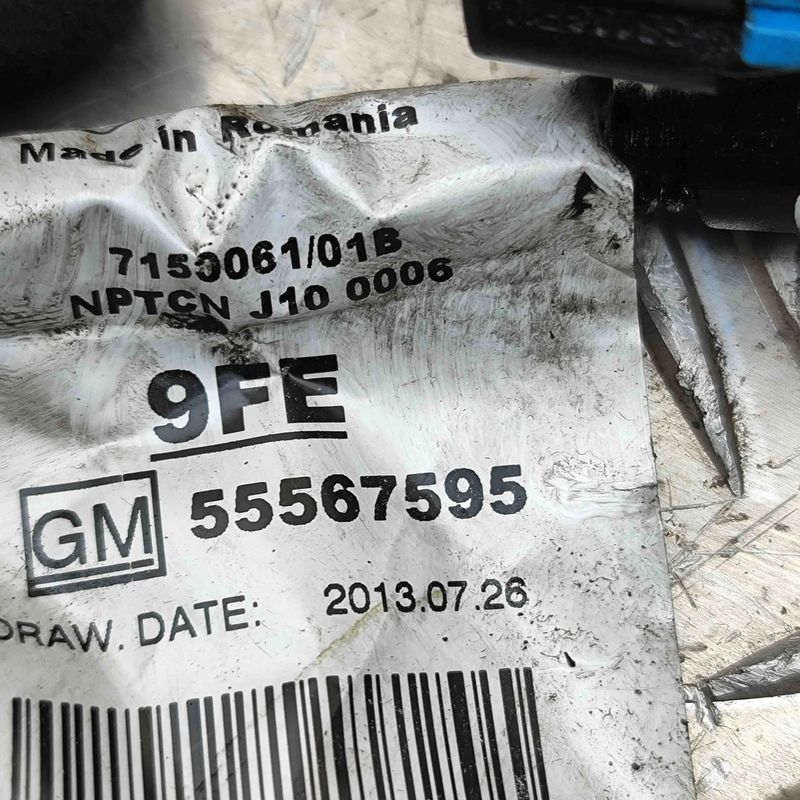 Made in Romania
7150061/01B
NPTCN J10 0006
9FE
GM 55567595
DRAW. DATE: 2013.07.26